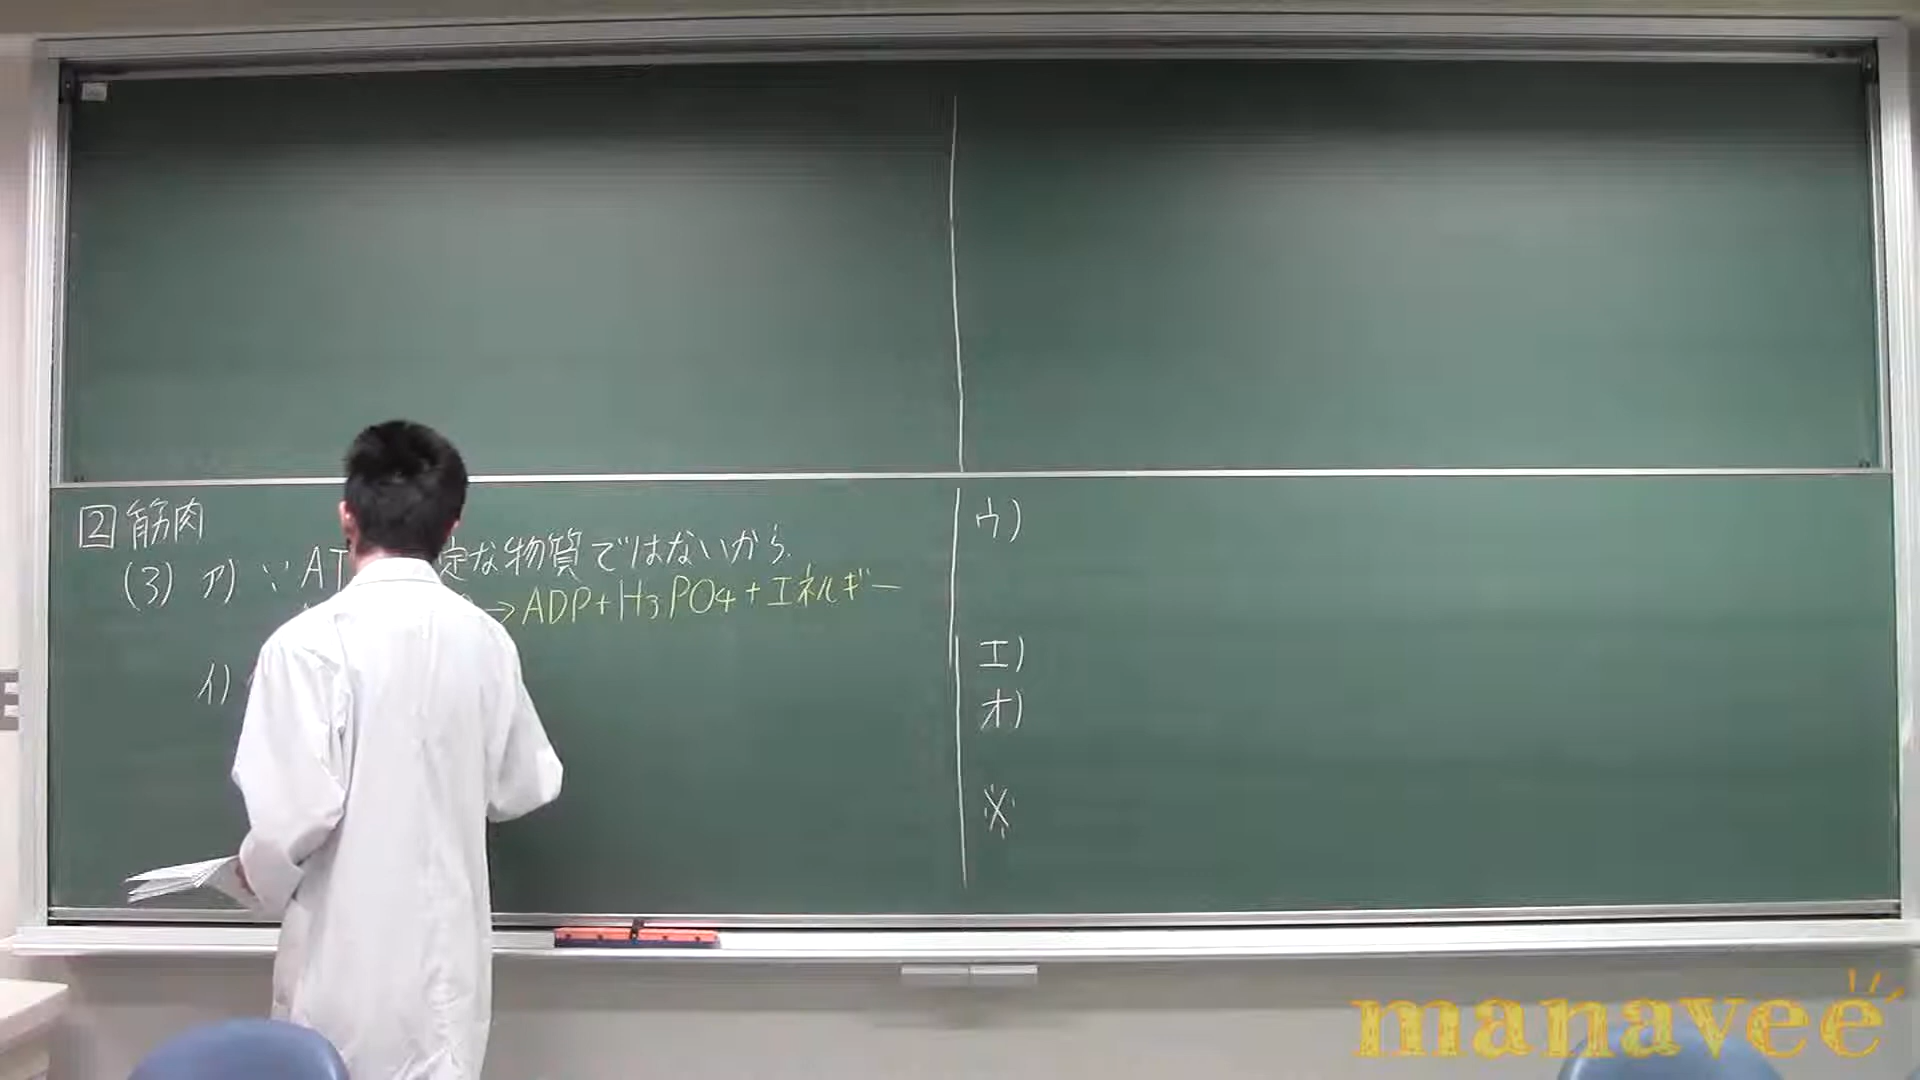 2 筋肉
(3) ア) ∵ AT 定な物質ではないから.
→ ADP + H3PO4 + エネルギー
イ)
ウ)
エ)
オ)
※
manavee